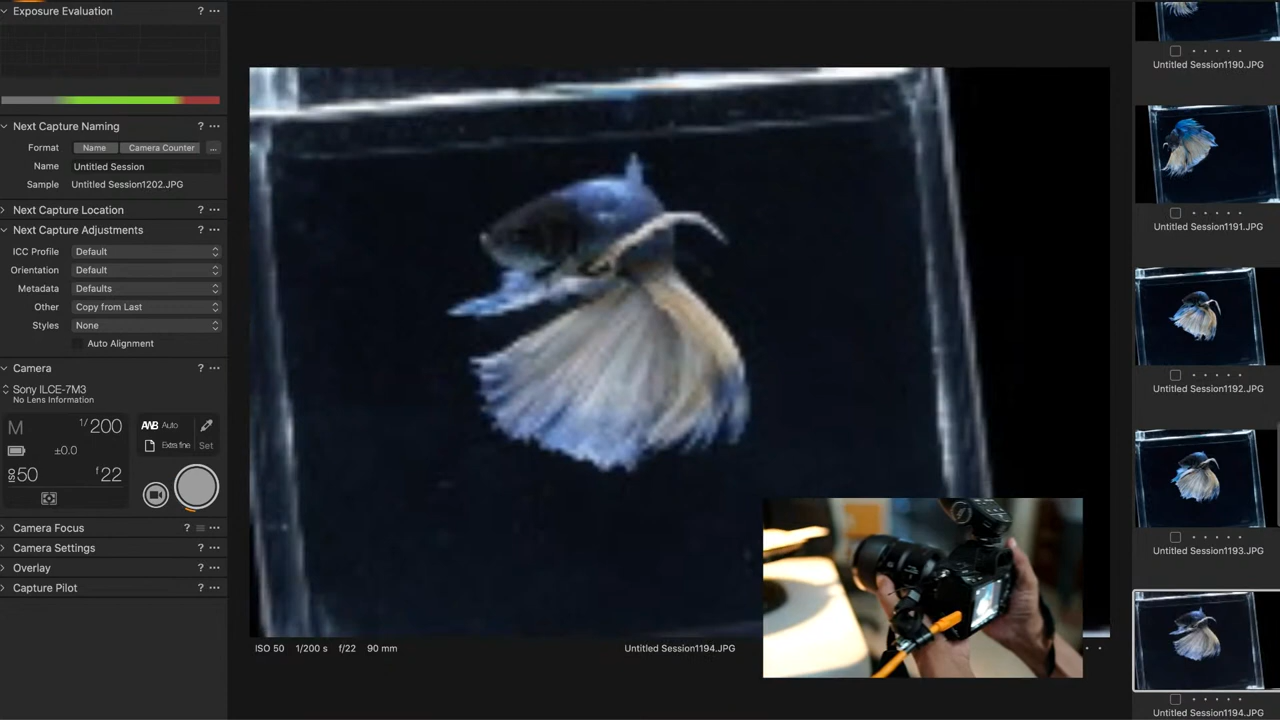 Exposure Evaluation ? ...
Next Capture Naming ? ...
Format Name Camera Counter ...
Name Untitled Session
Sample Untitled Session1202.JPG
Next Capture Location ? ...
Next Capture Adjustments ? ...
ICC Profile Default
Orientation Default
Metadata Defaults
Other Copy from Last
Styles None
Auto Alignment
Camera ? ...
Sony ILCE-7M3
No Lens Information
M 1/200
±0.0
ISO 50 f22
AWB Auto
Extra fine
Set
Camera Focus ? ...
Camera Settings ? ...
Overlay ? ...
Capture Pilot ? ...
ISO 50 1/200 s f/22 90 mm
Untitled Session1194.JPG
Untitled Session1190.JPG
Untitled Session1191.JPG
Untitled Session1192.JPG
Untitled Session1193.JPG
Untitled Session1194.JPG